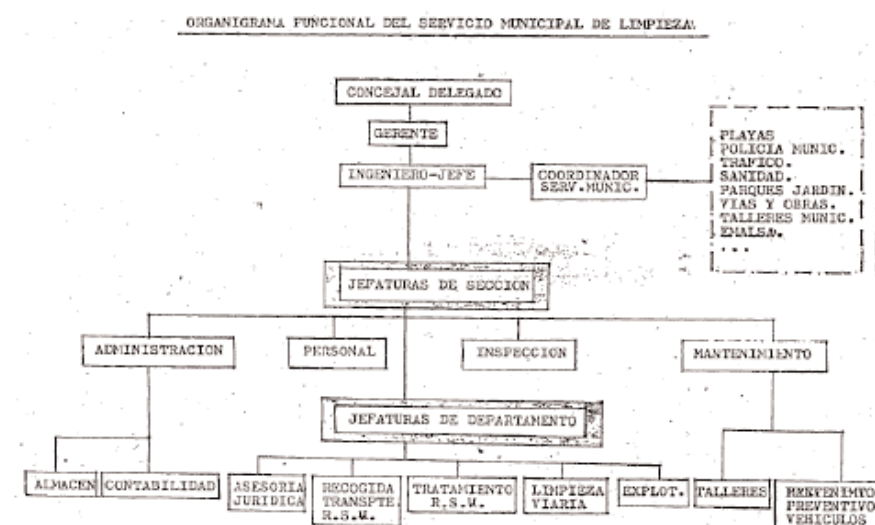 ORGANIGRAMA FUNCIONAL DEL SERVICIO MUNICIPAL DE LIMPIEZA
CONCEJAL DELEGADO
GERENTE
INGENIERO-JEFE
COORDINADOR
SERV.MUNIC.
PLAYAS
POLICIA MUNIC.
TRAFICO.
SANIDAD.
PARQUES JARDIN.
VIAS Y OBRAS.
TALLERES MUNIC.
EMALSA.
...
JEFATURAS DE SECCION
ADMINISTRACION
PERSONAL
INSPECCION
MANTENIMIENTO
JEFATURAS DE DEPARTAMENTO
ALMACEN
CONTABILIDAD
ASESORIA
JURIDICA
RECOGIDA
TRANSPTE.
R.S.U.
TRATAMIENTO
R.S.U.
LIMPIEZA
VIARIA
EXPLOT.
TALLERES
PREVENTIVO
VEHICULOS